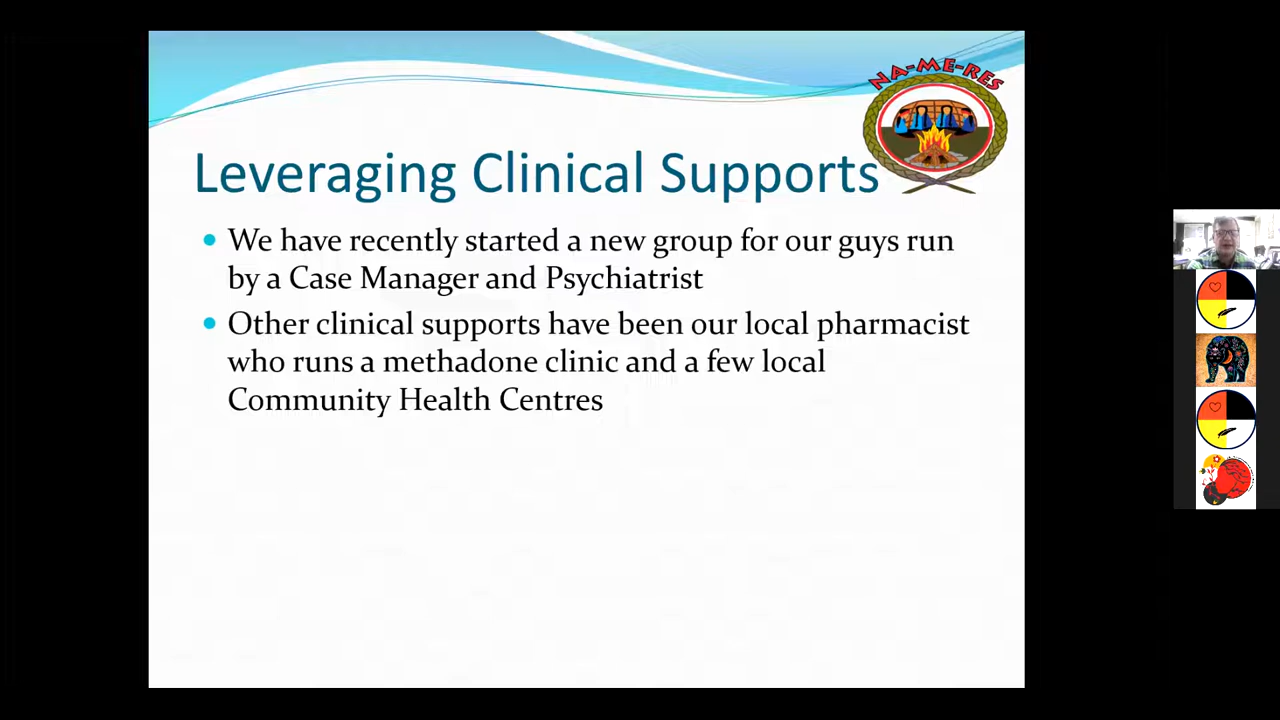 NA-ME-RES
Leveraging Clinical Supports
We have recently started a new group for our guys run
by a Case Manager and Psychiatrist
Other clinical supports have been our local pharmacist
who runs a methadone clinic and a few local
Community Health Centres